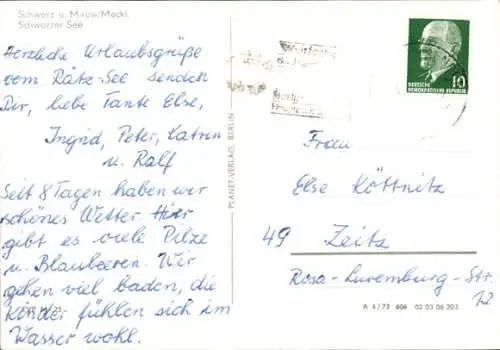 Schwarz u. Mirow/Meckl.
Schwarzer See
Herzliche Urlaubsgrüße
vom Rätz-See senden
Dir, liebe Tante Else,
Ingrid, Peter, Katrin
u. Ralf
Seit 8 Tagen haben wir
schönes Wetter. Hier
gibt es viele Pilze
u. Blaubeeren. Wir
gehen viel baden, die
Kinder fühlen sich im
Wasser wohl.
PLANET-VERLAG, BERLIN
10
DEUTSCHE
DEMOKRATISCHE REPUBLIK
Frau
Else Köttnitz
49 Zeitz
Rosa-Luxemburg-Str.
12
A 4/73 606 02 03 06 203